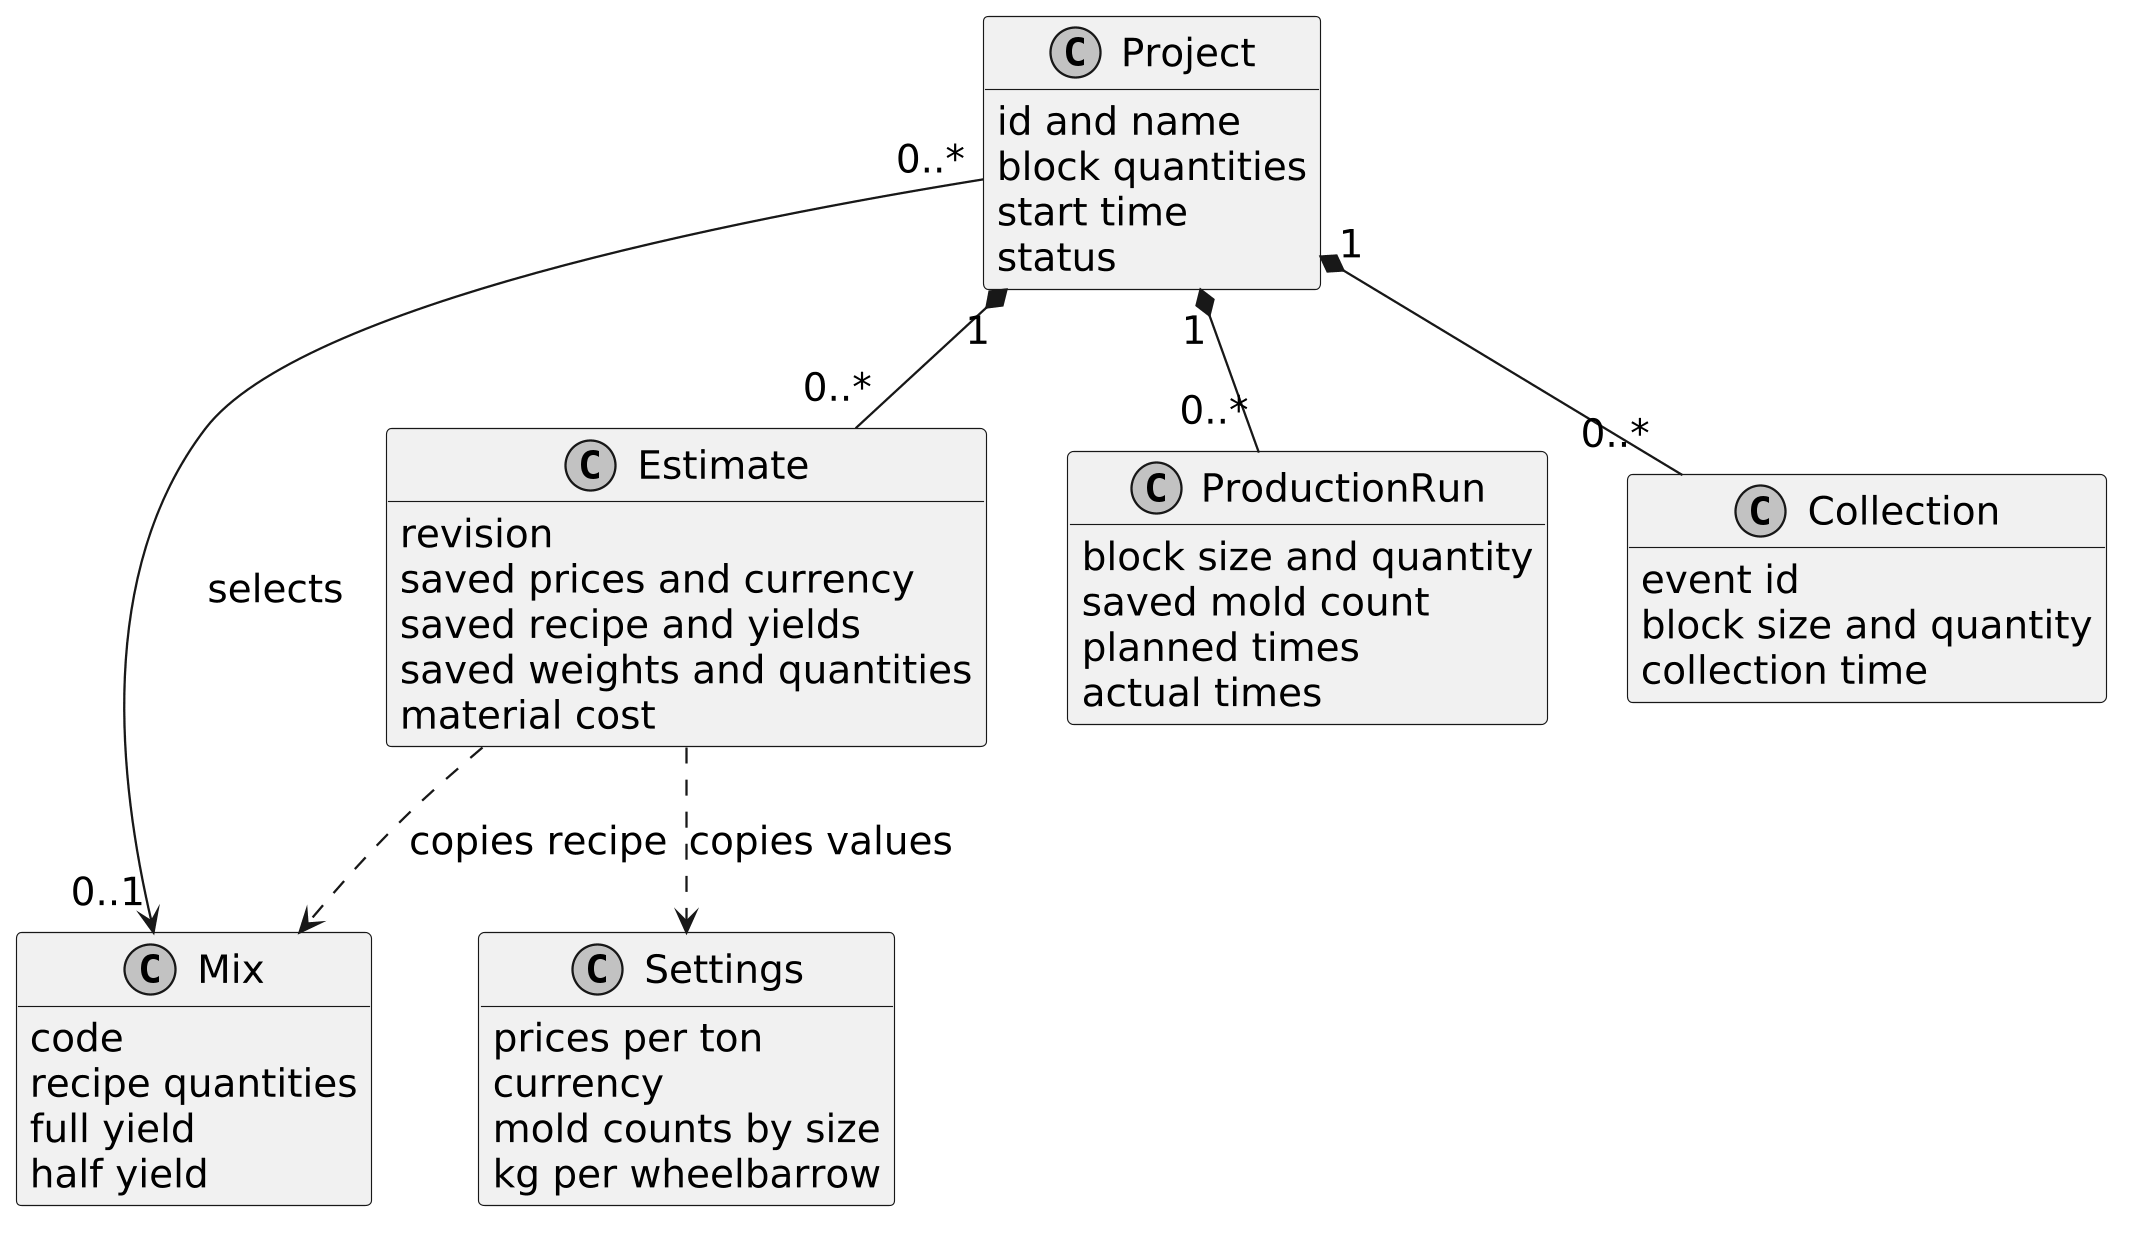 C Project
id and name
block quantities
start time
status
0..*
1
1
1
0..*
0..*
0..*
C Estimate
revision
saved prices and currency
saved recipe and yields
saved weights and quantities
material cost
C ProductionRun
block size and quantity
saved mold count
planned times
actual times
C Collection
event id
block size and quantity
collection time
selects
copies recipe
copies values
0..1
C Mix
code
recipe quantities
full yield
half yield
C Settings
prices per ton
currency
mold counts by size
kg per wheelbarrow